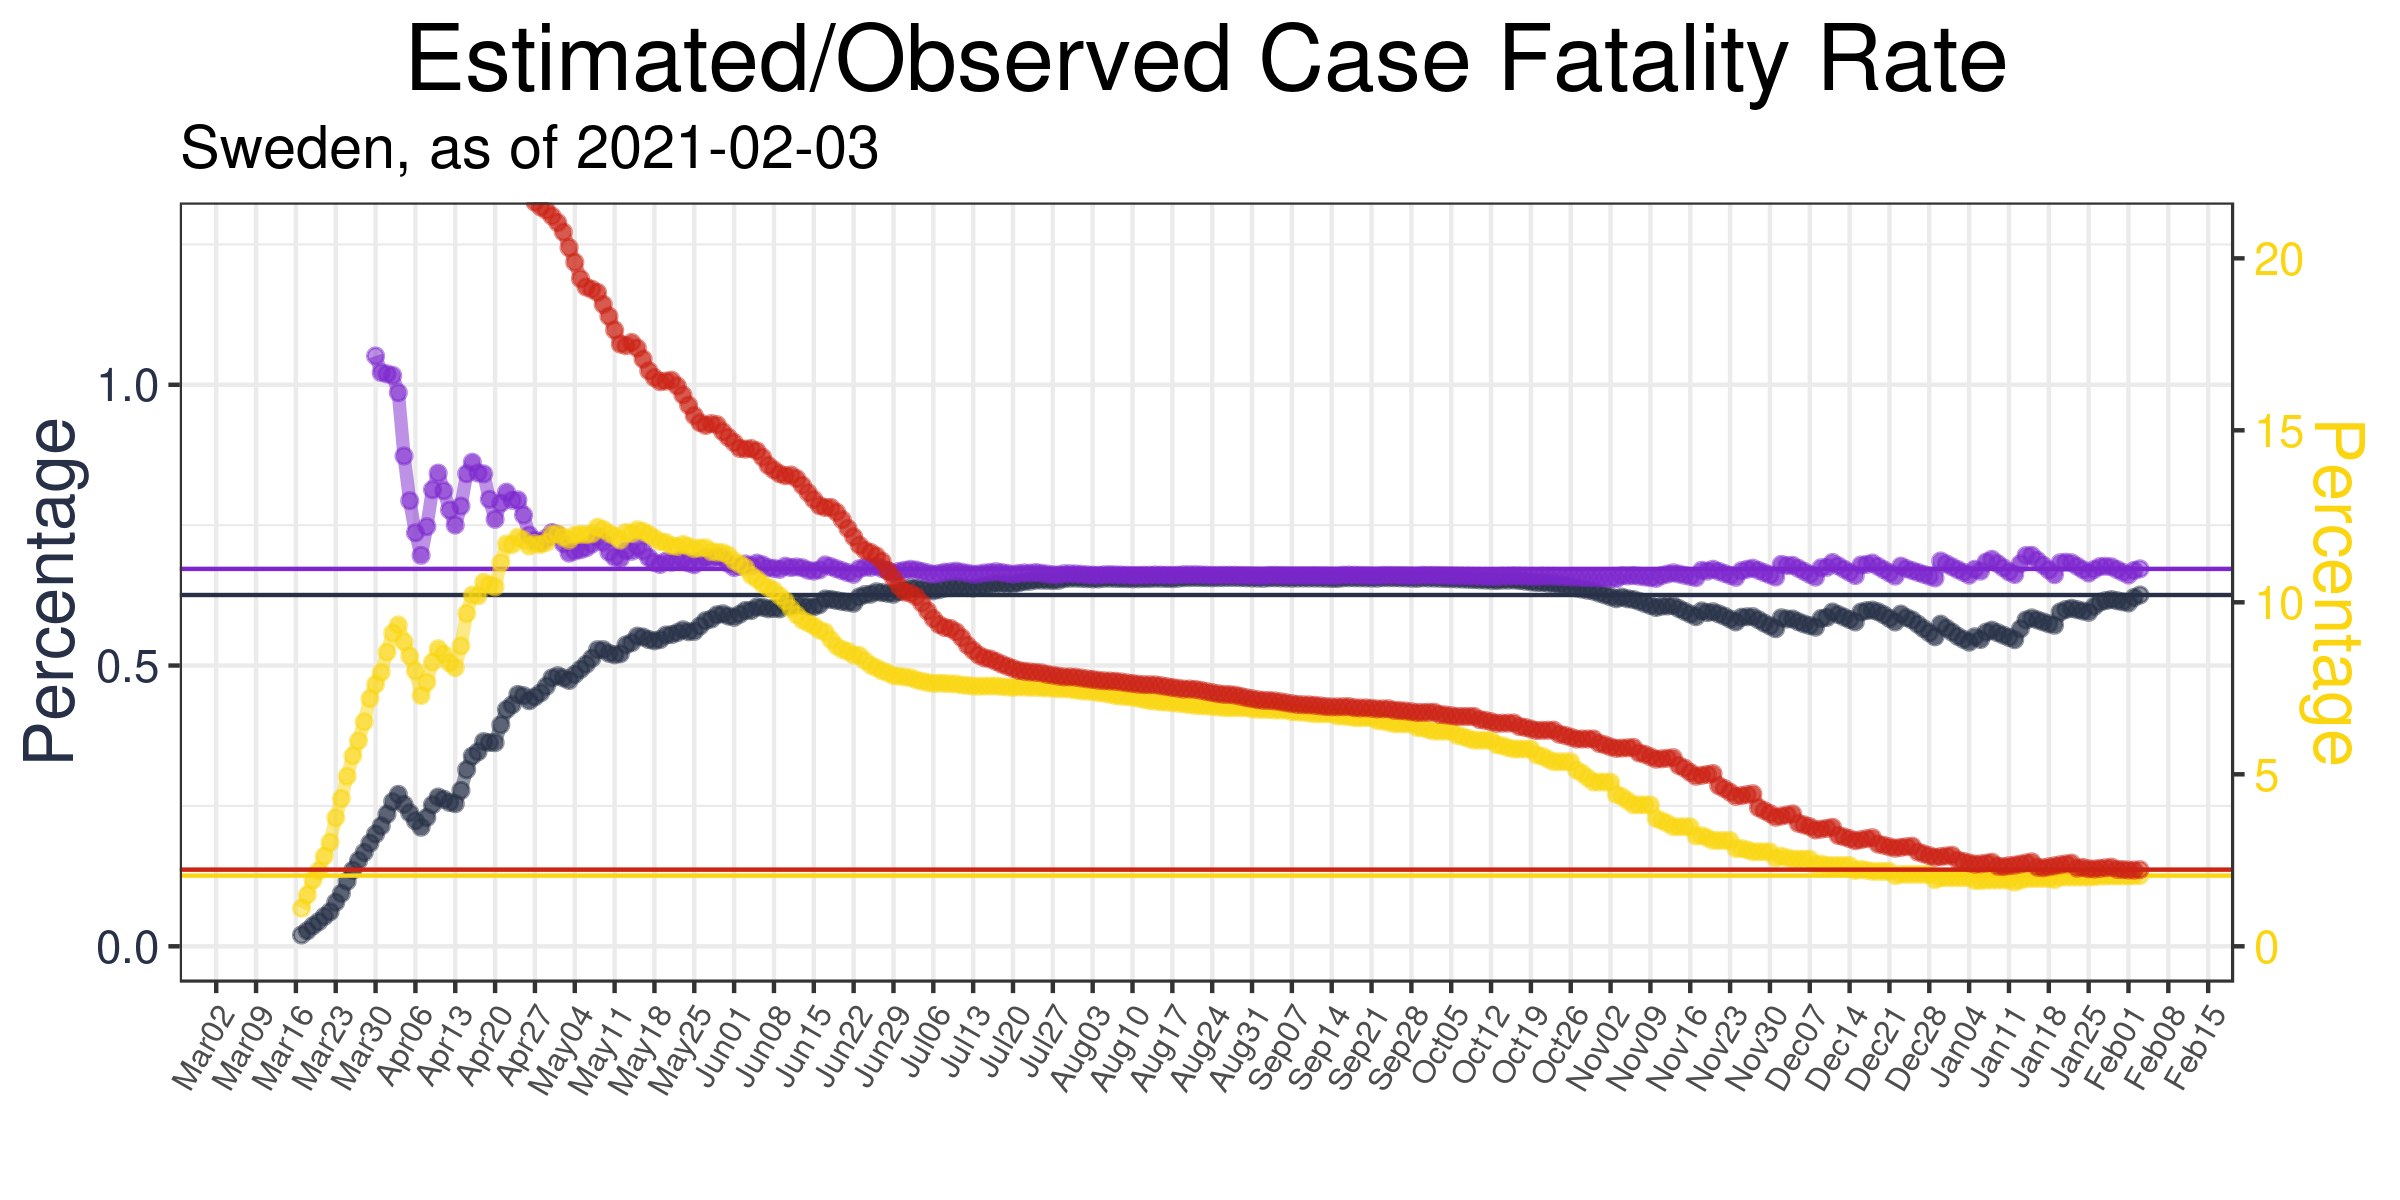 Estimated/Observed Case Fatality Rate
Sweden, as of 2021-02-03
Percentage
1.0
0.5
0.0
20
15
10
5
0
Percentage
Mar02
Mar09
Mar16
Mar23
Mar30
Apr06
Apr13
Apr20
Apr27
May04
May11
May18
May25
Jun01
Jun08
Jun15
Jun22
Jun29
Jul06
Jul13
Jul20
Jul27
Aug03
Aug10
Aug17
Aug24
Aug31
Sep07
Sep14
Sep21
Sep28
Oct05
Oct12
Oct19
Oct26
Nov02
Nov09
Nov16
Nov23
Nov30
Dec07
Dec14
Dec21
Dec28
Jan04
Jan11
Jan18
Jan25
Feb01
Feb08
Feb15